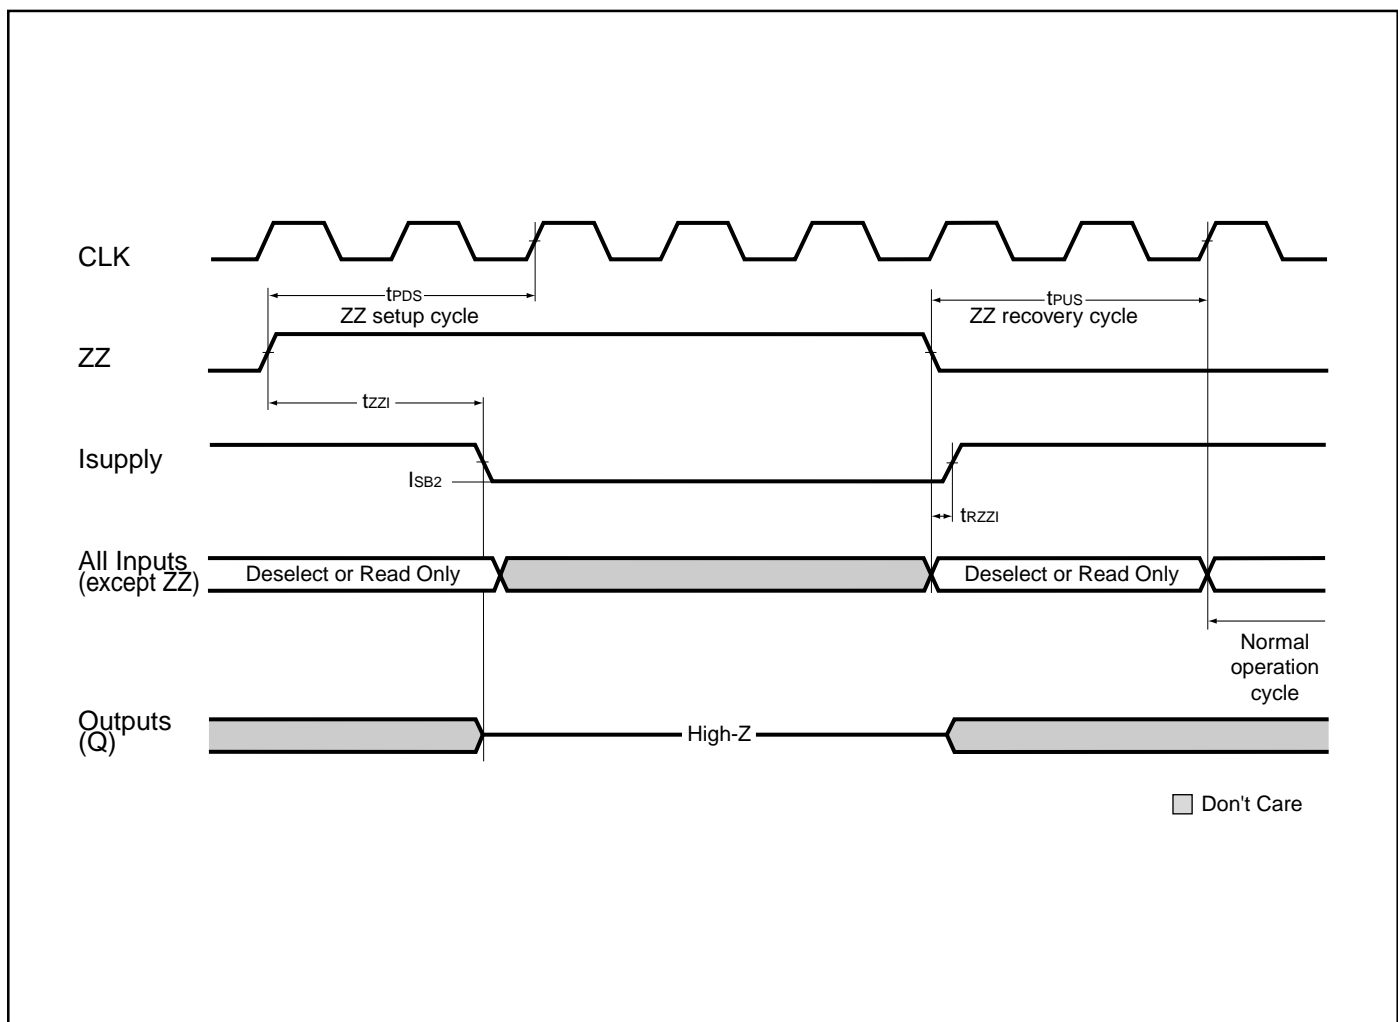 CLK
tPDS
ZZ setup cycle
tPUS
ZZ recovery cycle
ZZ
tZZI
Isupply
ISB2
tRZZI
All Inputs
(except ZZ)
Deselect or Read Only
Deselect or Read Only
Normal
operation
cycle
Outputs
(Q)
High-Z
Don't Care